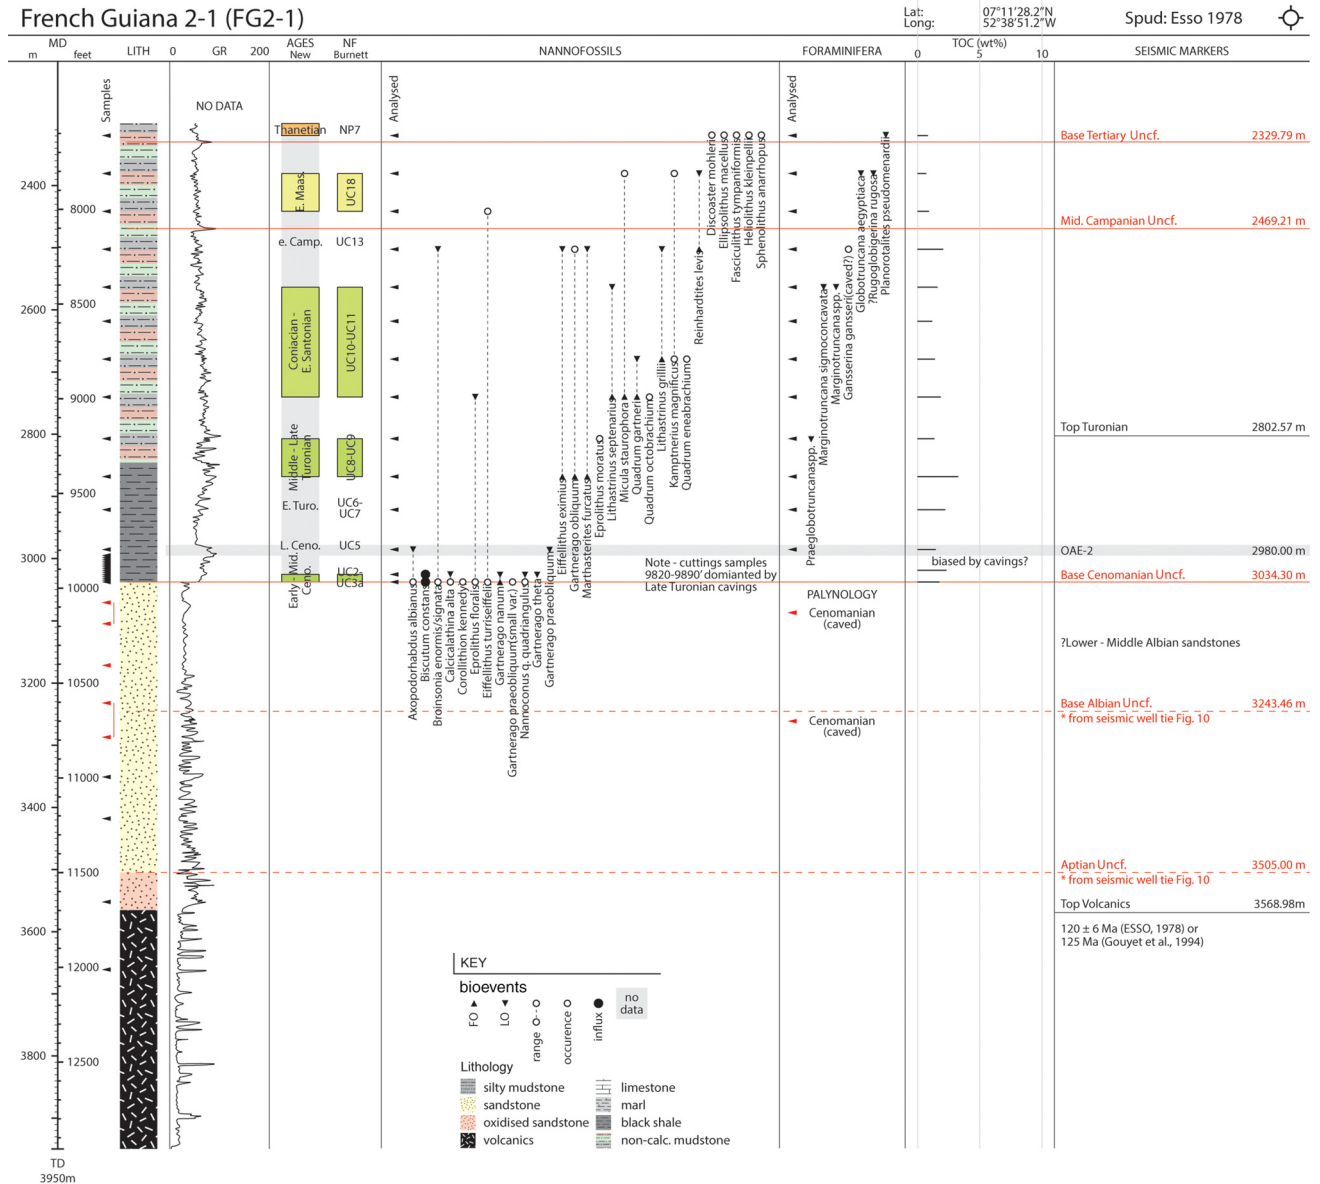 French Guiana 2-1 (FG2-1)
Lat: 07°11'28.2"N
Long: 52°38'51.2"W
Spud: Esso 1978
MD
m feet
LITH
0 GR 200
AGES
New
NF
Burnett
NANNOFOSSILS
FORAMINIFERA
TOC (wt%)
0 5 10
SEISMIC MARKERS
Samples
NO DATA
Analysed
Analysed
2400
2600
2800
3000
3200
3400
3600
3800
8000
8500
9000
9500
10000
10500
11000
11500
12000
12500
TD
3950m
Thanetian NP7
E. Maas. UC18
e. Camp. UC13
Coniacian -
E. Santonian
UC10-UC11
Middle - Late
Turonian
UC8-UC9
E. Turo. UC6-
UC7
L. Ceno. UC5
Early - Mid.
Ceno.
UC2-
UC3a
Axopodorhabdus albianus
Biscutum constans
Broinsonia enormis/signata
Calcicalathina alta
Corollithion kennedyi
Eprolithus floralis
Eiffellithus turriseiffelii
Gartnerago nanum
Gartnerago praeobliquum(small var.)
Nannoconus q. quadriangulus
Gartnerago theta
Gartnerago praeobliquum
Eiffellithus eximius
Gartnerago obliquum
Marthasterites furcatus
Eprolithus moratus
Lithastrinus septenarius
Micula staurophora
Quadrum gartneri
Quadrum octobrachium
Lithastrinus grillii
Kamptnerius magnificus
Quadrum eneabrachium
Reinhardtites levis
Discoaster mohleri
Ellipsolithus macellus
Fasciculithus tympaniformis
Heliolithus kleinpellii
Sphenolithus anarrhopus
Note - cuttings samples
9820-9890' domianted by
Late Turonian cavings
Praeglobotruncanaspp.
Marginotruncana sigmoconcavata
Marginotruncanaspp.
Gansserina gansseri(caved?)
Globotruncana aegyptiaca
?Rugoglobigerina rugosa
Planorotalites pseudomenardii
PALYNOLOGY
Cenomanian
(caved)
Cenomanian
(caved)
biased by cavings?
Base Tertiary Uncf. 2329.79 m
Mid. Campanian Uncf. 2469.21 m
Top Turonian 2802.57 m
OAE-2 2980.00 m
Base Cenomanian Uncf. 3034.30 m
?Lower - Middle Albian sandstones
Base Albian Uncf. 3243.46 m
* from seismic well tie Fig. 10
Aptian Uncf. 3505.00 m
* from seismic well tie Fig. 10
Top Volcanics 3568.98m
120 ± 6 Ma (ESSO, 1978) or
125 Ma (Gouyet et al., 1994)
KEY
bioevents
FO
LO
range
occurence
influx
no
data
Lithology
silty mudstone
sandstone
oxidised sandstone
volcanics
limestone
marl
black shale
non-calc. mudstone